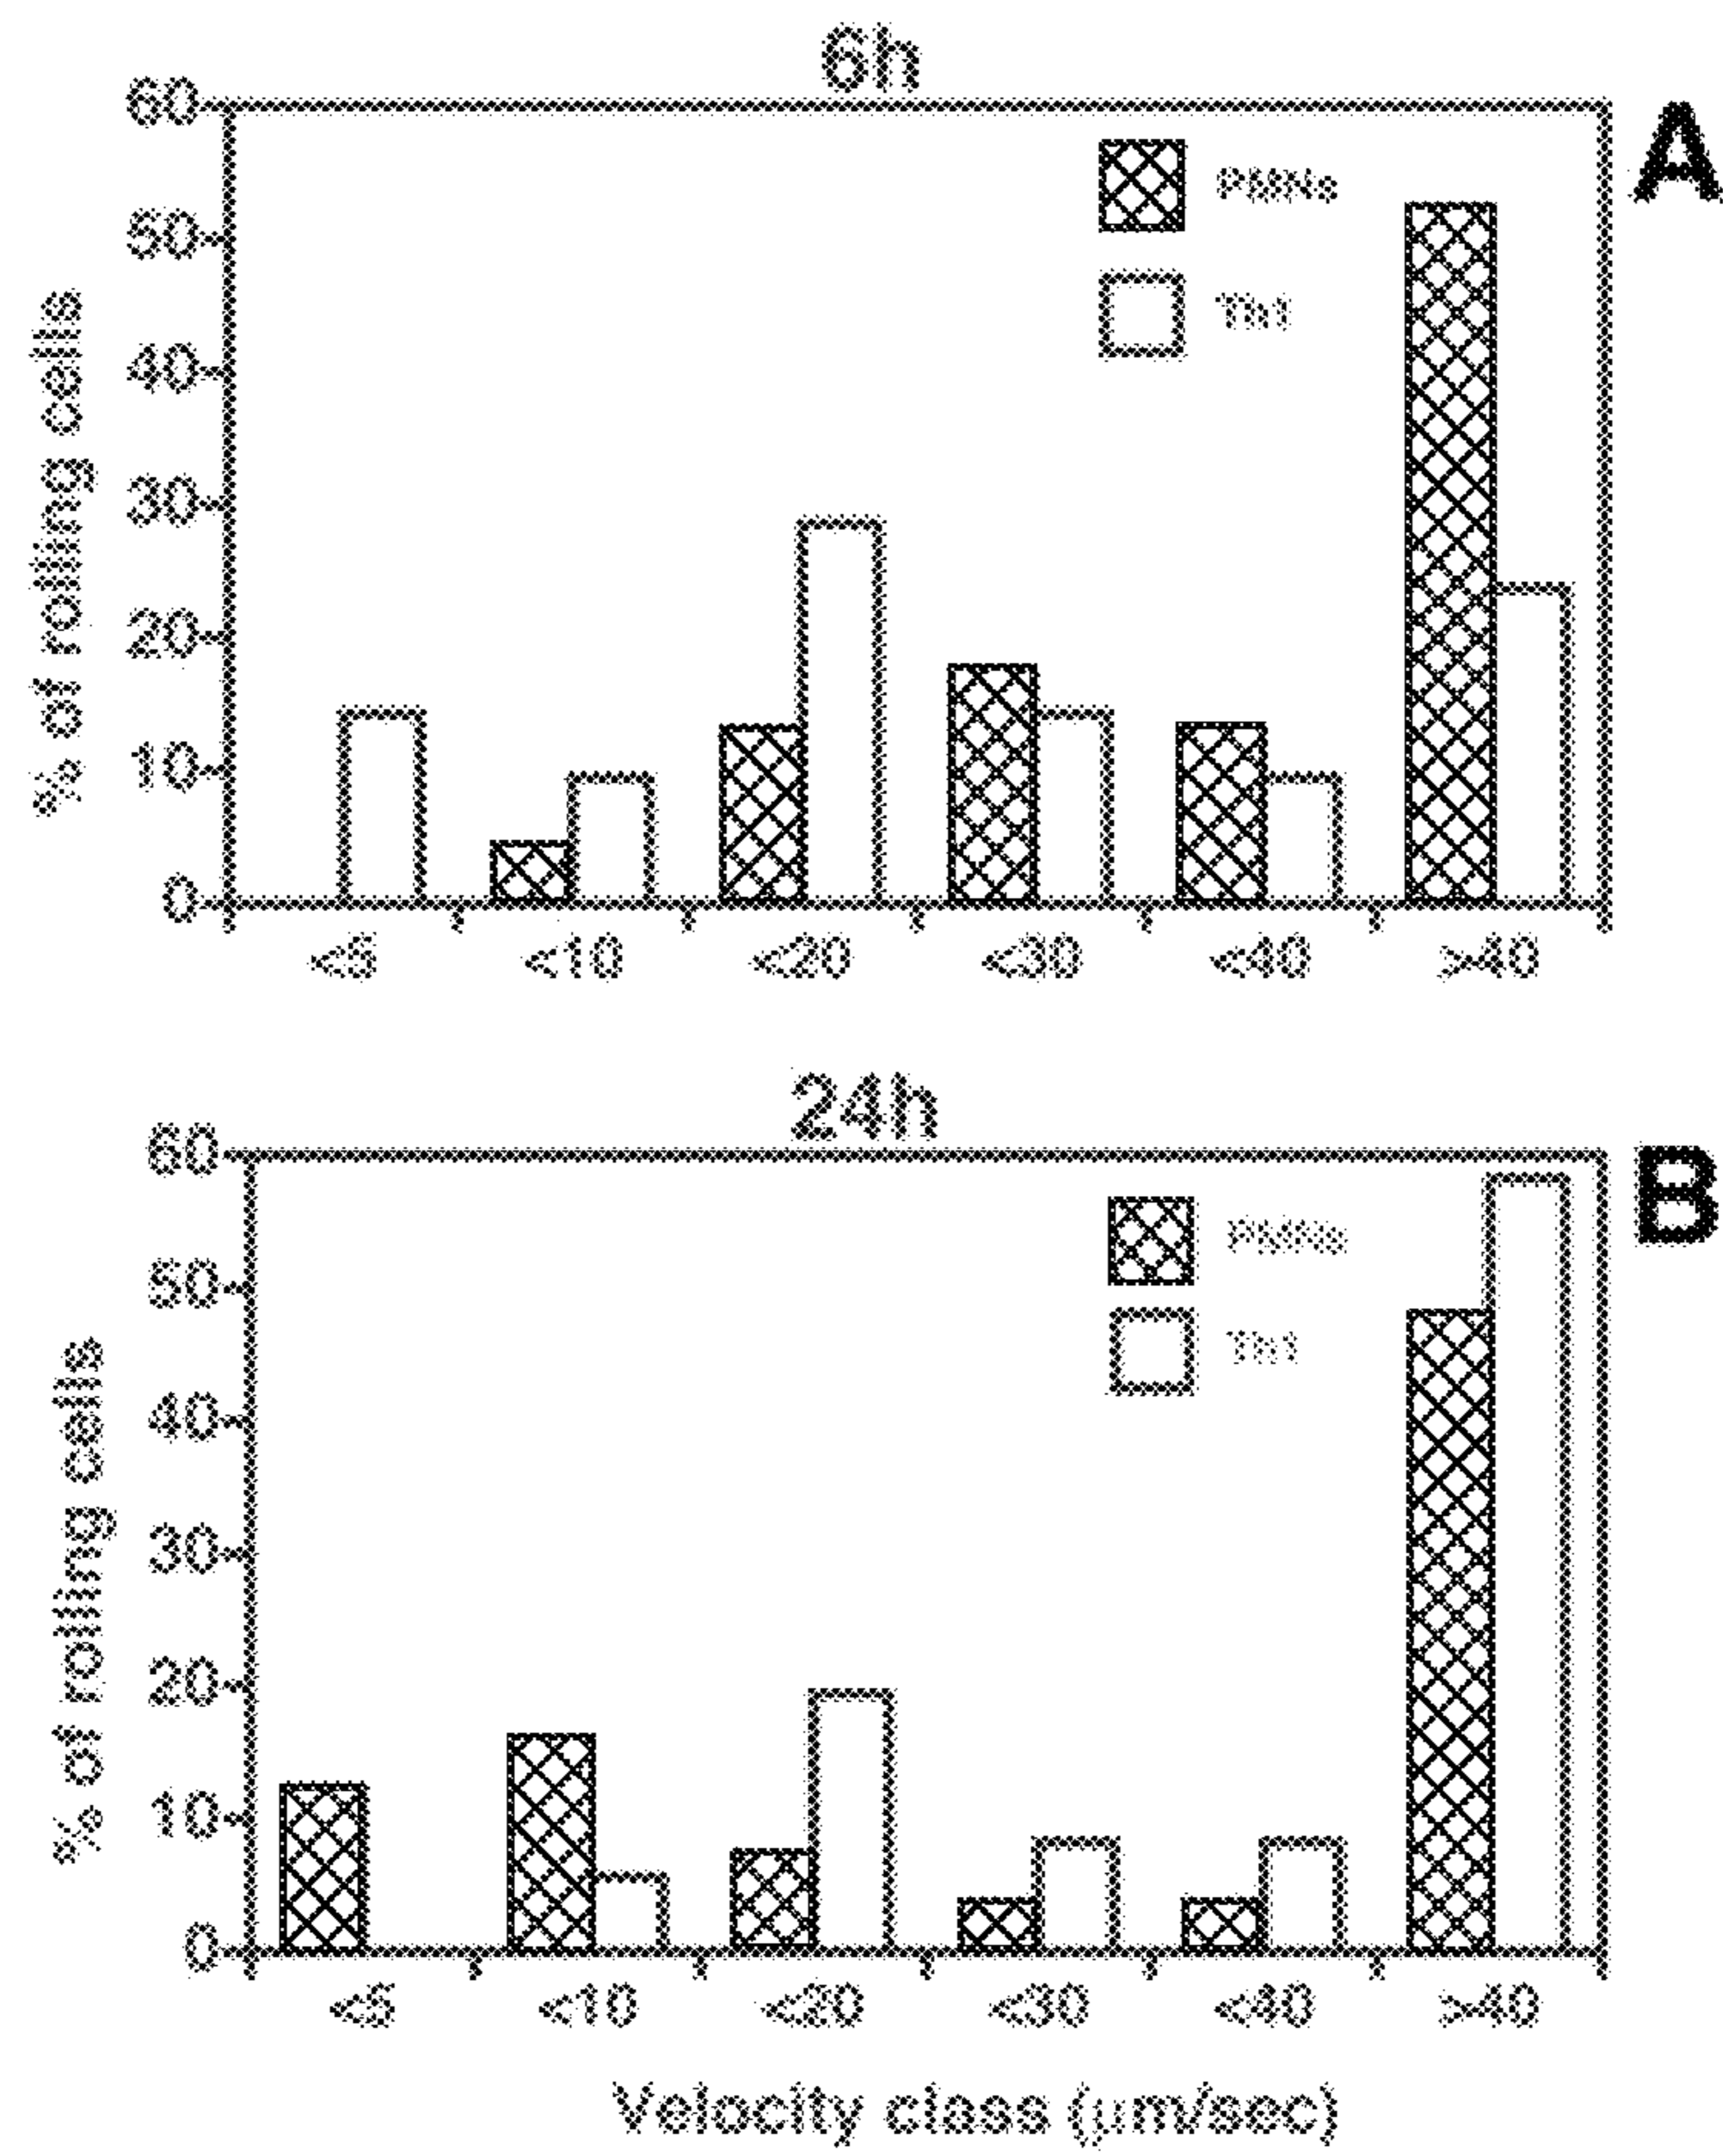 6h
A
60
50
40
30
20
10
0
% of rolling cells
PMNs
Th1
<5 <10 <20 <30 <40 >40
24h
B
60
50
40
30
20
10
0
% of rolling cells
PMNs
Th1
<5 <10 <20 <30 <40 >40
Velocity class (μm/sec)